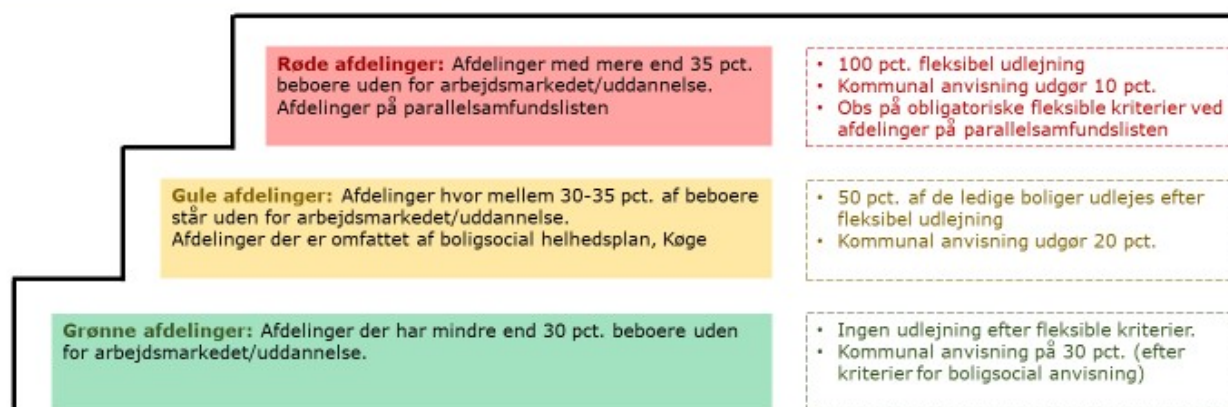 Røde afdelinger: Afdelinger med mere end 35 pct.
beboere uden for arbejdsmarkedet/uddannelse.
Afdelinger på parallelsamfundslisten
• 100 pct. fleksibel udlejning
• Kommunal anvisning udgør 10 pct.
• Obs på obligatoriske fleksible kriterier ved
afdelinger på parallelsamfundslisten
Gule afdelinger: Afdelinger hvor mellem 30-35 pct. af beboere
står uden for arbejdsmarkedet/uddannelse.
Afdelinger der er omfattet af boligsocial helhedsplan, Køge
• 50 pct. af de ledige boliger udlejes efter
fleksibel udlejning
• Kommunal anvisning udgør 20 pct.
Grønne afdelinger: Afdelinger der har mindre end 30 pct. beboere uden
for arbejdsmarkedet/uddannelse.
• Ingen udlejning efter fleksible kriterier.
• Kommunal anvisning på 30 pct. (efter
kriterier for boligsocial anvisning)